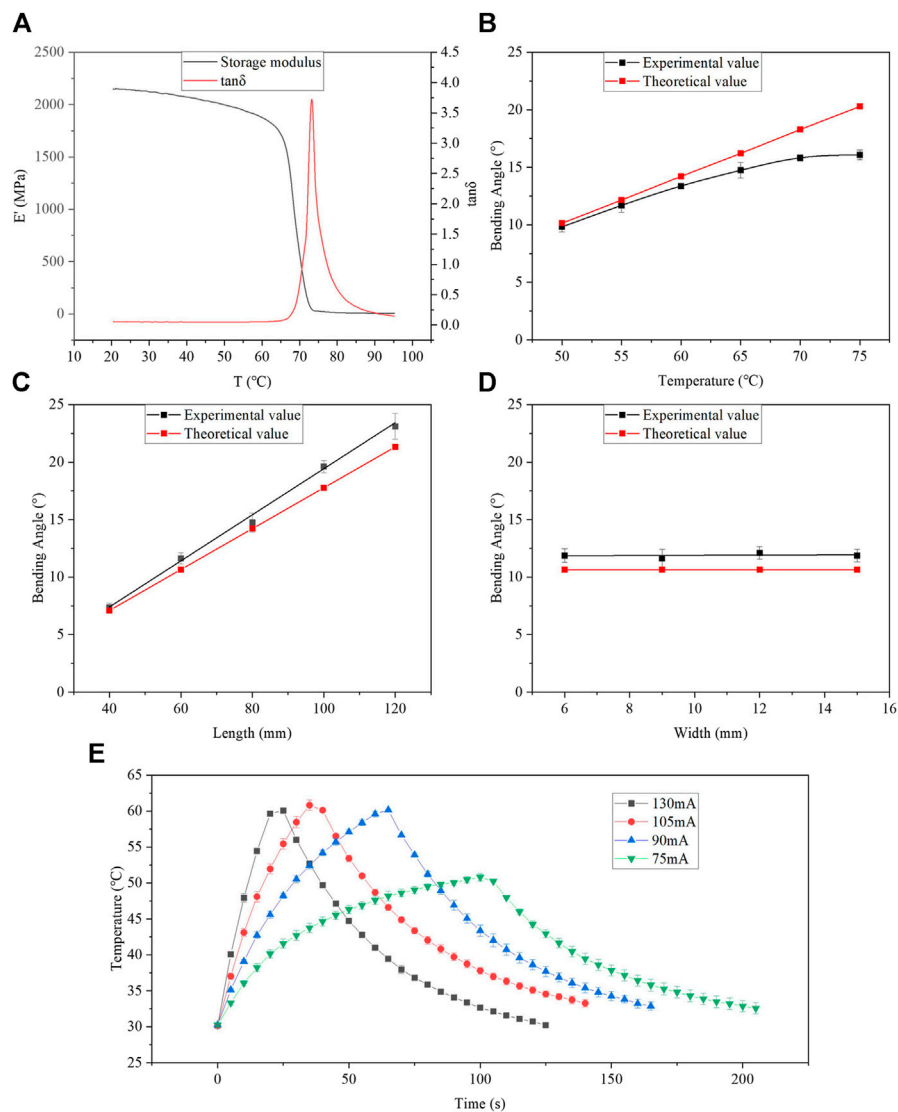 A
Storage modulus
tanδ
2500
2000
1500
1000
500
0
E' (MPa)
4.5
4.0
3.5
3.0
2.5
2.0
1.5
1.0
0.5
0.0
tanδ
10 20 30 40 50 60 70 80 90 100
T (℃)
B
Experimental value
Theoretical value
25
20
15
10
5
0
Bending Angle (°)
50 55 60 65 70 75
Temperature (℃)
C
Experimental value
Theoretical value
25
20
15
10
5
0
Bending Angle (°)
40 60 80 100 120
Length (mm)
D
Experimental value
Theoretical value
25
20
15
10
5
0
Bending Angle (°)
6 8 10 12 14 16
Width (mm)
E
130mA
105mA
90mA
75mA
65
60
55
50
45
40
35
30
25
Temperature (℃)
0 50 100 150 200
Time (s)